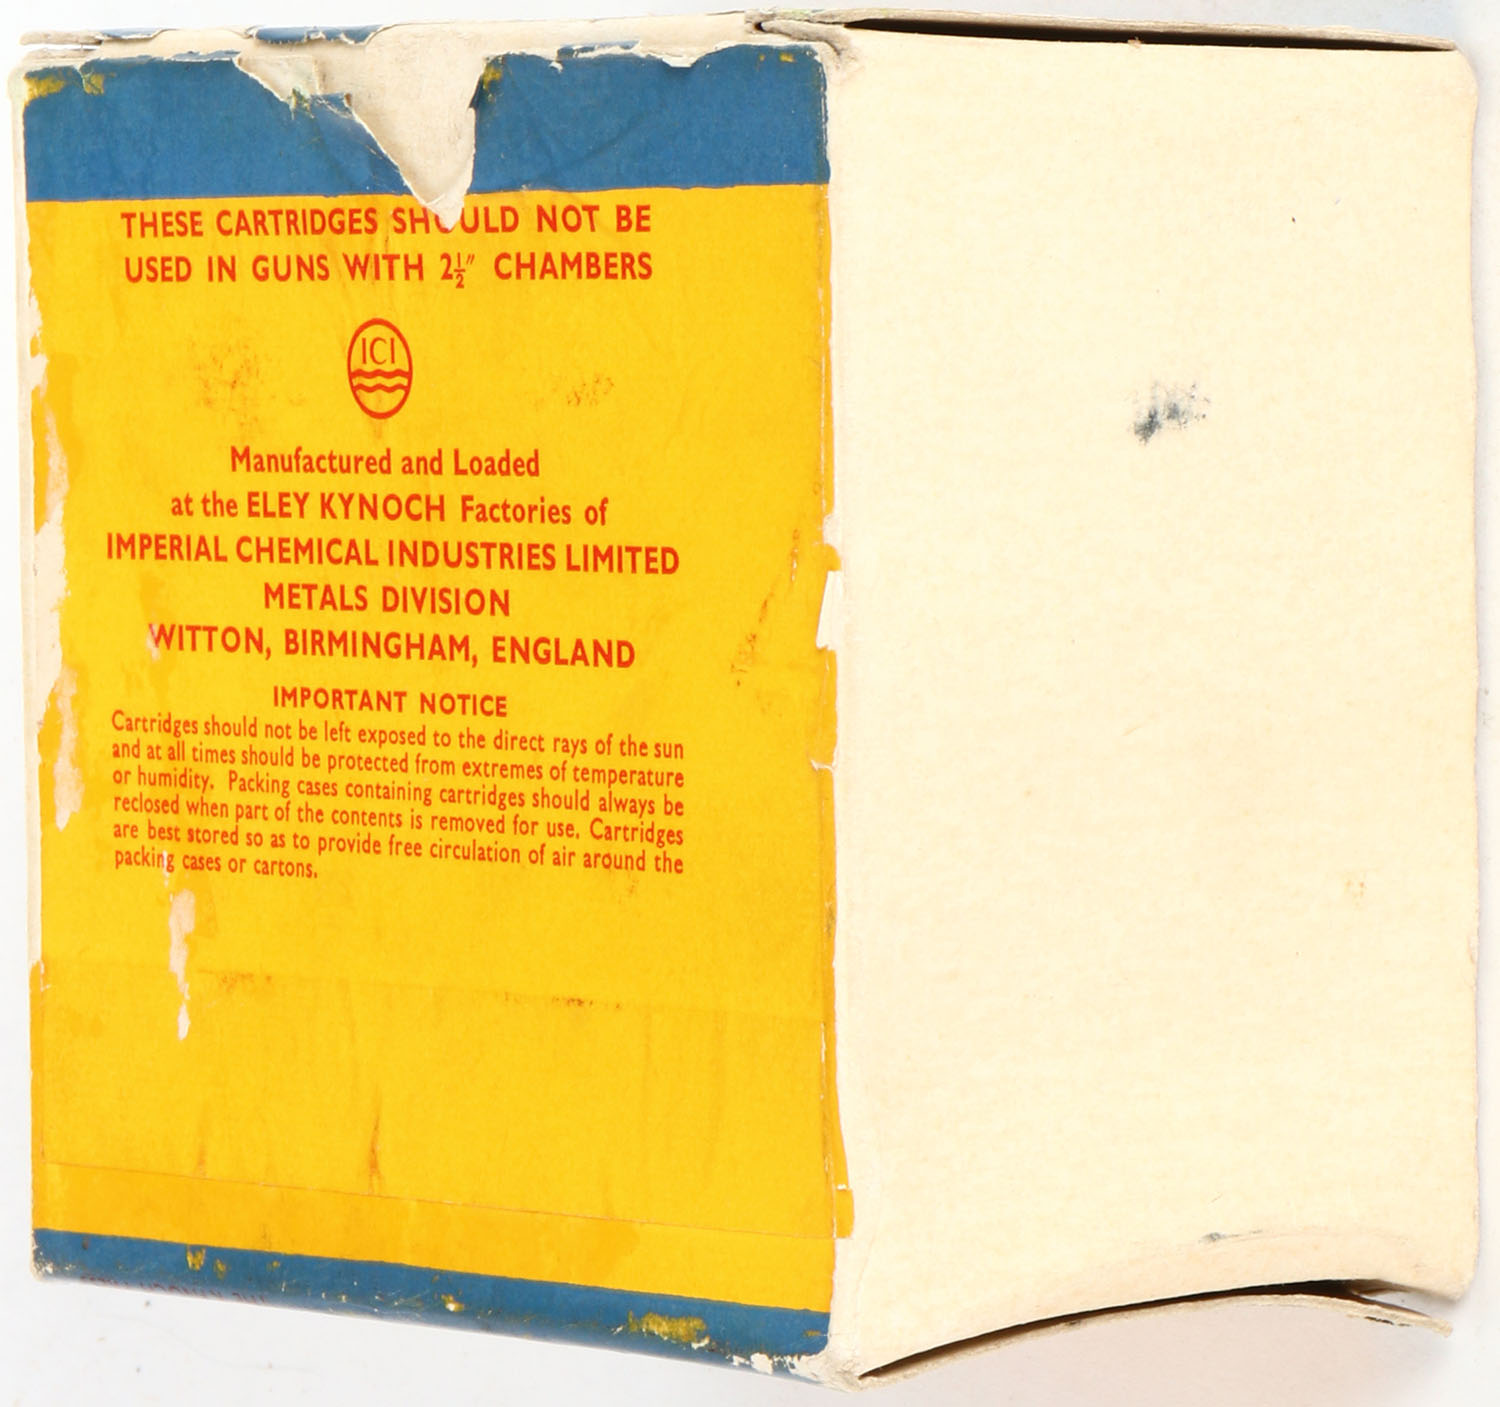 THESE CARTRIDGES SHOULD NOT BE
USED IN GUNS WITH 2½" CHAMBERS
ICI
Manufactured and Loaded
at the ELEY KYNOCH Factories of
IMPERIAL CHEMICAL INDUSTRIES LIMITED
METALS DIVISION
WITTON, BIRMINGHAM, ENGLAND
IMPORTANT NOTICE
Cartridges should not be left exposed to the direct rays of the sun
and at all times should be protected from extremes of temperature
or humidity. Packing cases containing cartridges should always be
reclosed when part of the contents is removed for use. Cartridges
are best stored so as to provide free circulation of air around the
packing cases or cartons.